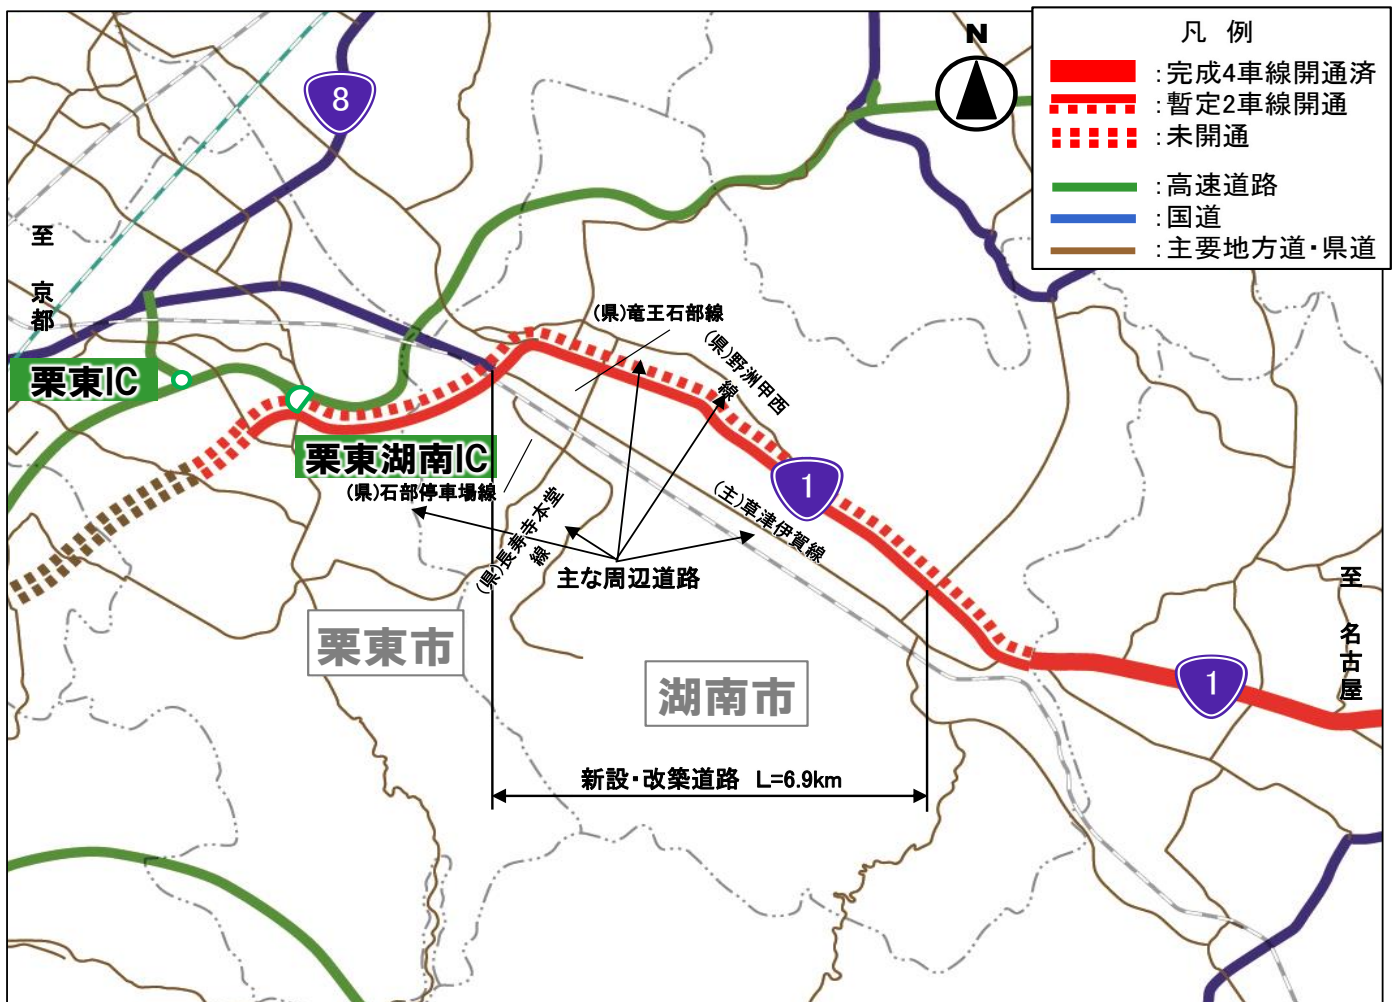 凡 例
:完成4車線開通済
:暫定2車線開通
:未開通
:高速道路
:国道
:主要地方道・県道
N
8
至 京都
栗東IC
栗東湖南IC
(県)竜王石部線
(県)野洲甲西線
(県)石部停車場線
(県)長寿寺本堂線
(主)草津伊賀線
主な周辺道路
1
至 名古屋
栗東市
湖南市
1
新設・改築道路 L=6.9km